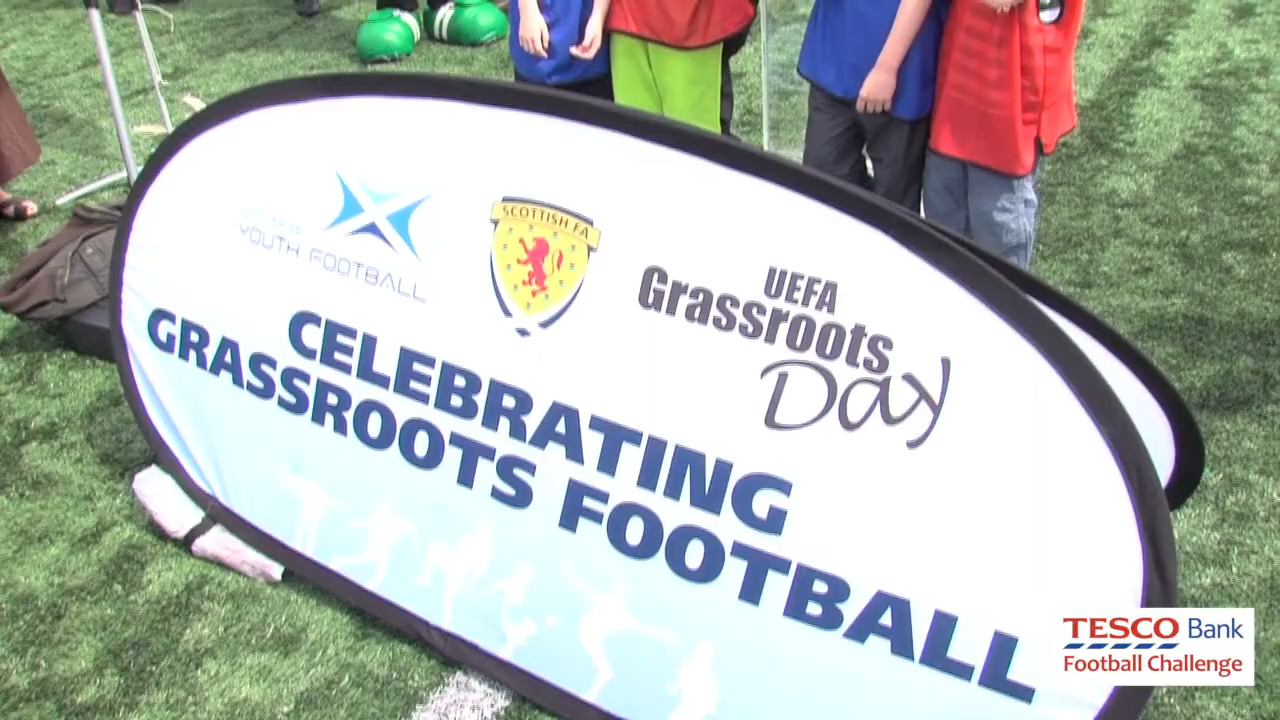 YOUTH FOOTBALL
SCOTTISH FA
UEFA
Grassroots
Day
CELEBRATING
GRASSROOTS FOOTBALL
TESCO Bank
Football Challenge